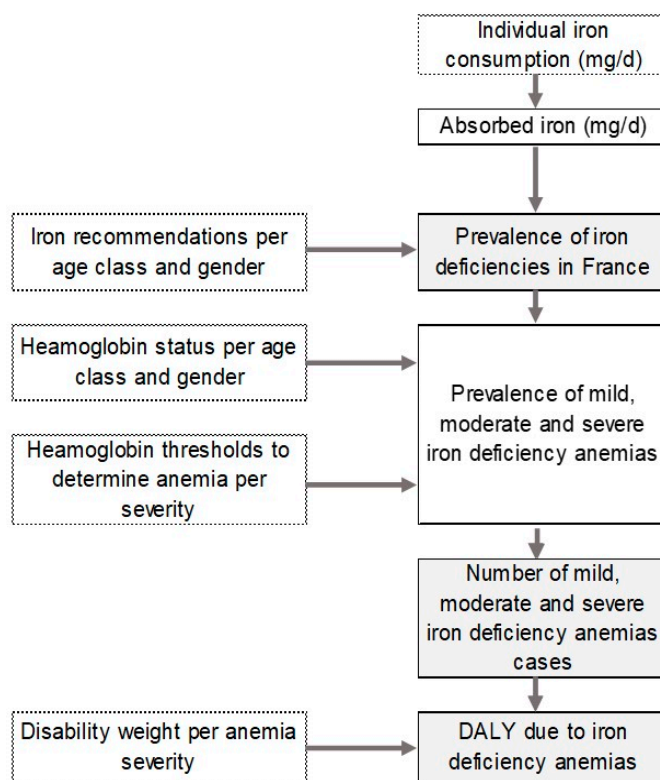 Individual iron
consumption (mg/d)
Absorbed iron (mg/d)
Iron recommendations per
age class and gender
Prevalence of iron
deficiencies in France
Heamoglobin status per age
class and gender
Heamoglobin thresholds to
determine anemia per
severity
Prevalence of mild,
moderate and severe
iron deficiency anemias
Number of mild,
moderate and severe
iron deficiency anemias
cases
Disability weight per anemia
severity
DALY due to iron
deficiency anemias